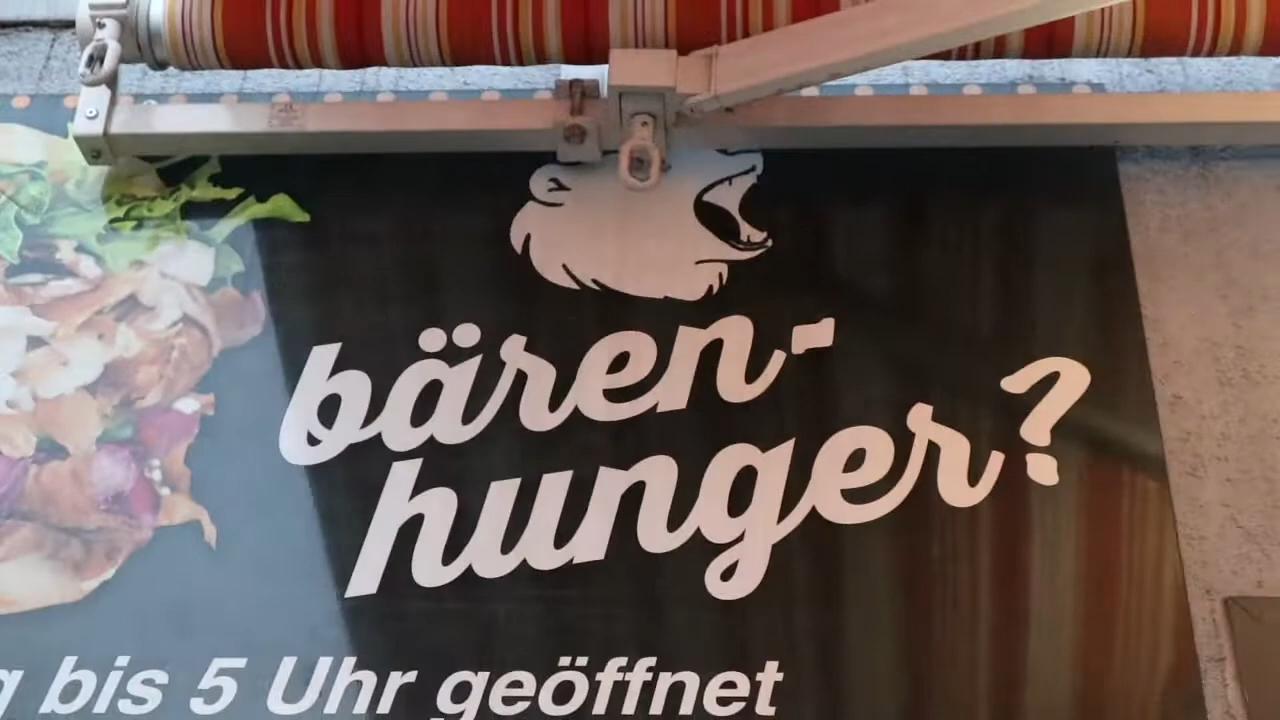 bären-
hunger?
bis 5 Uhr geöffnet